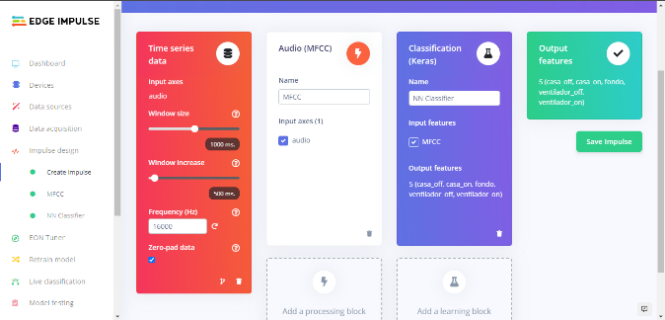 EDGE IMPULSE
Dashboard
Devices
Data sources
Data acquisition
Impulse design
Create impulse
MFCC
NN Classifier
EON Tuner
Retrain model
Live classification
Model testing
Time series
data
Input axes
audio
Window size
1000 ms.
Window increase
500 ms.
Frequency (Hz)
16000
Zero-pad data
Audio (MFCC)
Name
MFCC
Input axes (1)
audio
Classification
(Keras)
Name
NN Classifier
Input features
MFCC
Output features
5 (casa_off, casa_on, fondo,
ventilador_off, ventilador_on)
Output
features
5 (casa_off, casa_on, fondo,
ventilador_off,
ventilador_on)
Save Impulse
Add a processing block
Add a learning block